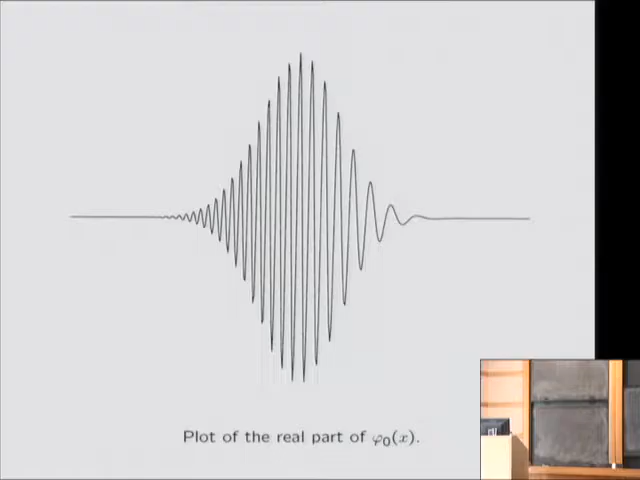 Plot of the real part of φ₀(x).